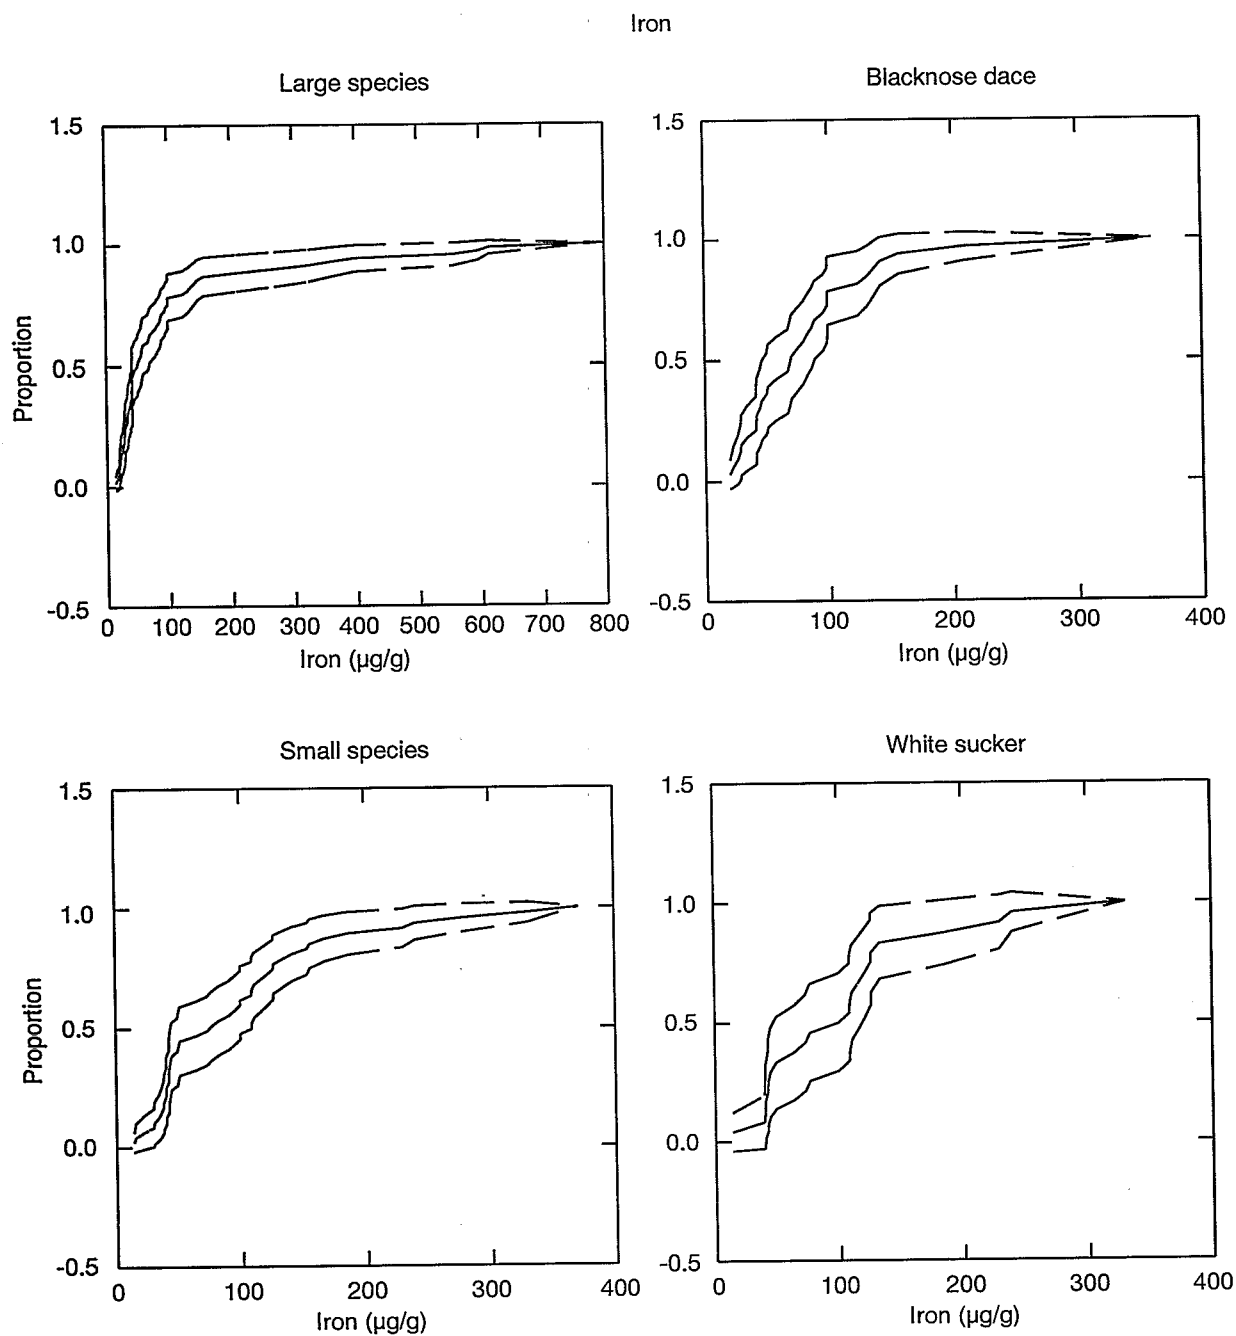 Iron
Large species
1.5
1.0
0.5
0.0
-0.5
Proportion
0 100 200 300 400 500 600 700 800
Iron (µg/g)
Blacknose dace
1.5
1.0
0.5
0.0
-0.5
0 100 200 300 400
Iron (µg/g)
Small species
1.5
1.0
0.5
0.0
-0.5
Proportion
0 100 200 300 400
Iron (µg/g)
White sucker
1.5
1.0
0.5
0.0
-0.5
0 100 200 300 400
Iron (µg/g)